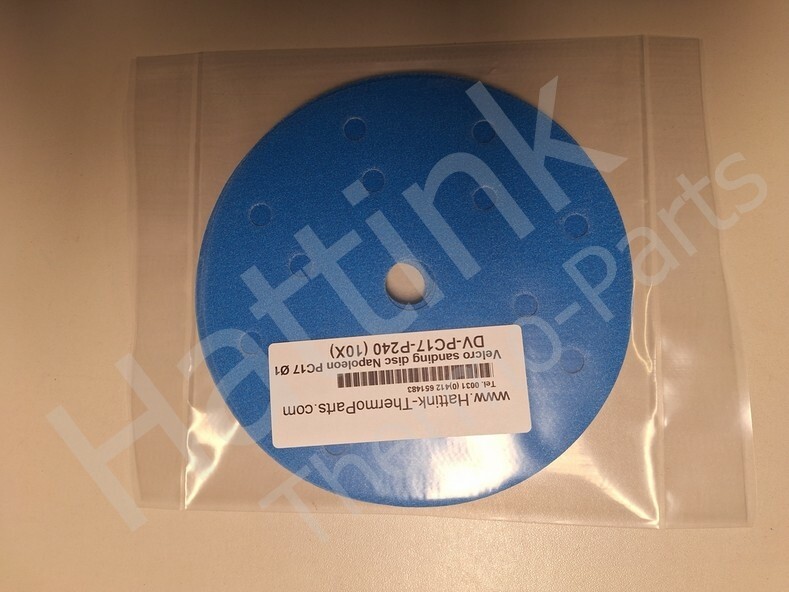 Hattink
Thermo-Parts
www.Hattink-ThermoParts.com
Tel. 0031 (0)412 651483
Velcro sanding disc Napoleon PC17 Ø1
DV-PC17-P240 (10X)